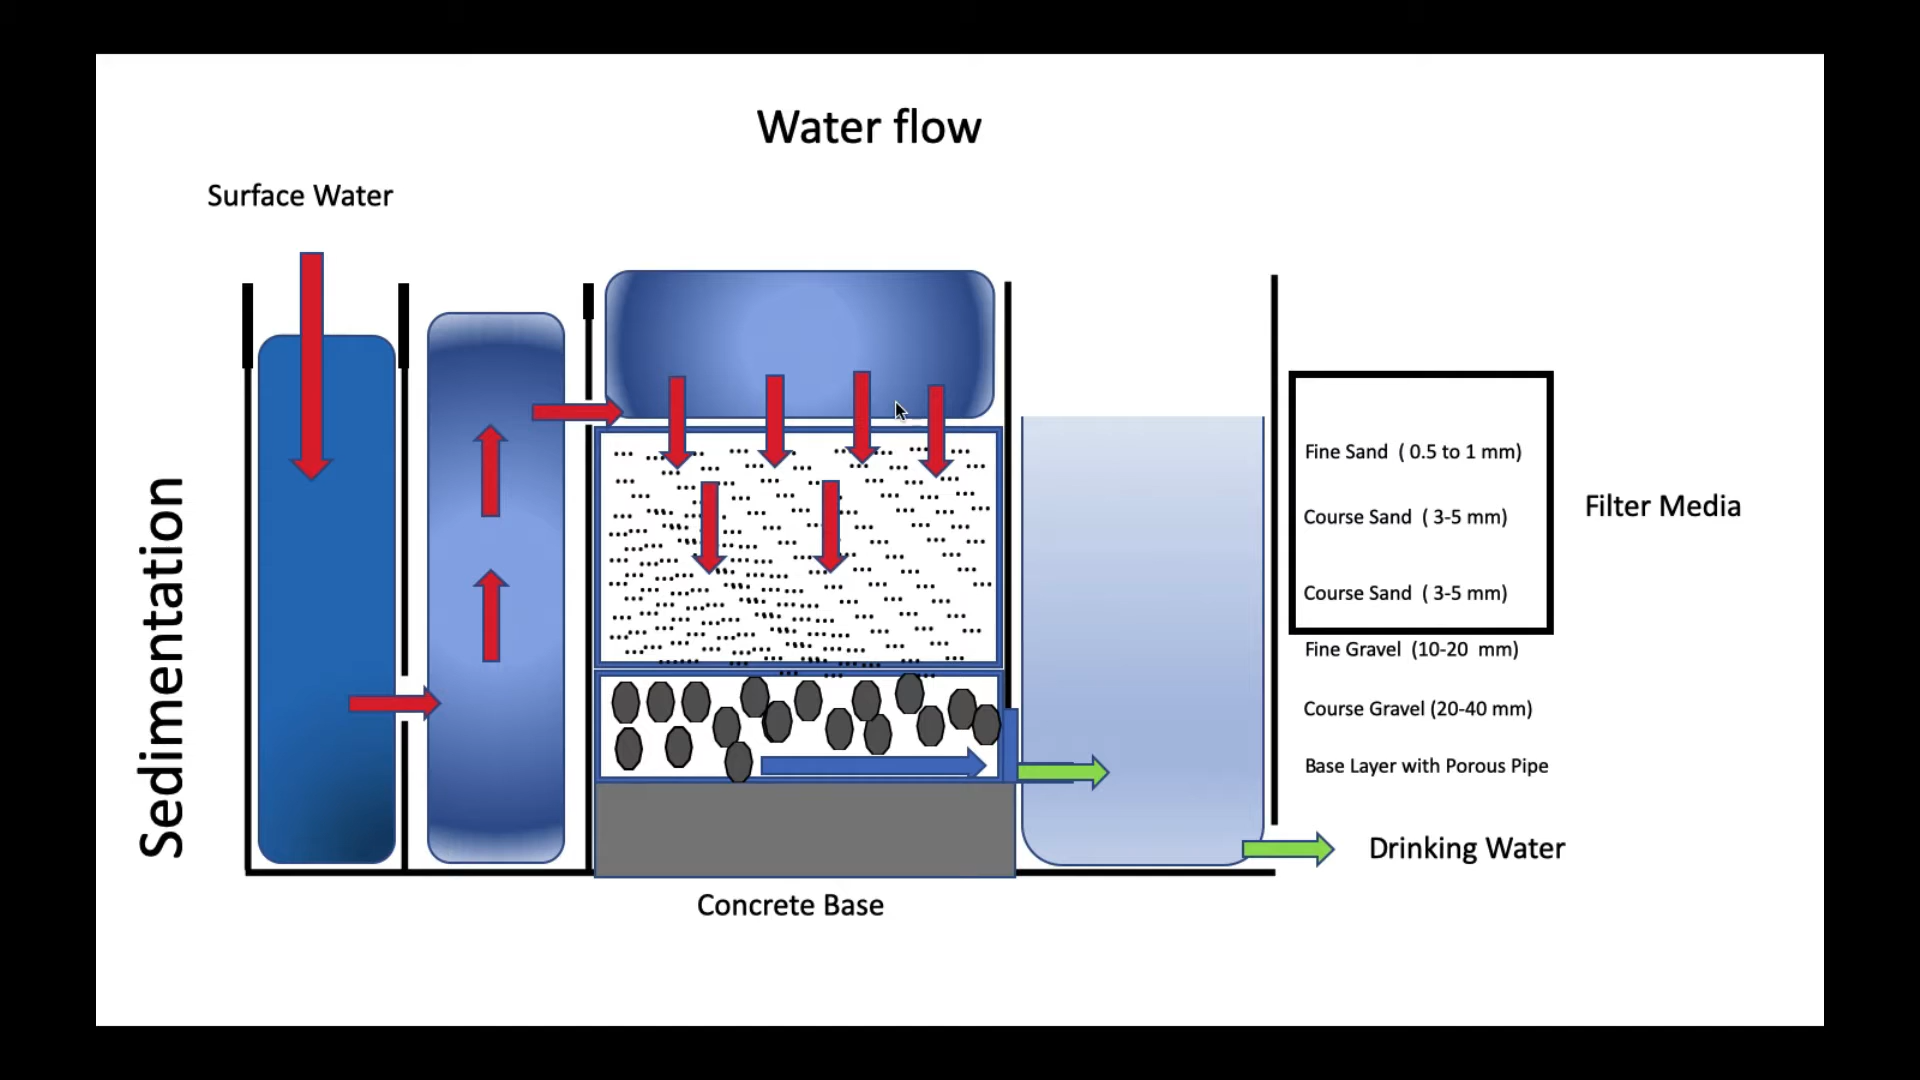 Water flow
Surface Water
Sedimentation
Fine Sand  ( 0.5 to 1 mm)
Course Sand  ( 3-5 mm)
Filter Media
Course Sand  ( 3-5 mm)
Fine Gravel  (10-20  mm)
Course Gravel (20-40 mm)
Base Layer with Porous Pipe
Drinking Water
Concrete Base